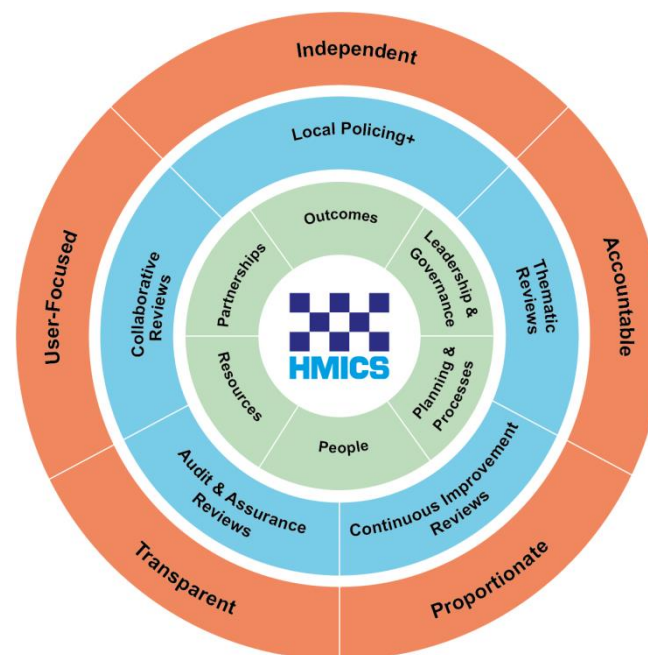 Independent
Accountable
Proportionate
Transparent
User-Focused
Local Policing+
Thematic
Reviews
Continuous Improvement
Reviews
Audit & Assurance
Reviews
Collaborative
Reviews
Outcomes
Leadership &
Governance
Planning &
Processes
People
Resources
Partnerships
HMICS